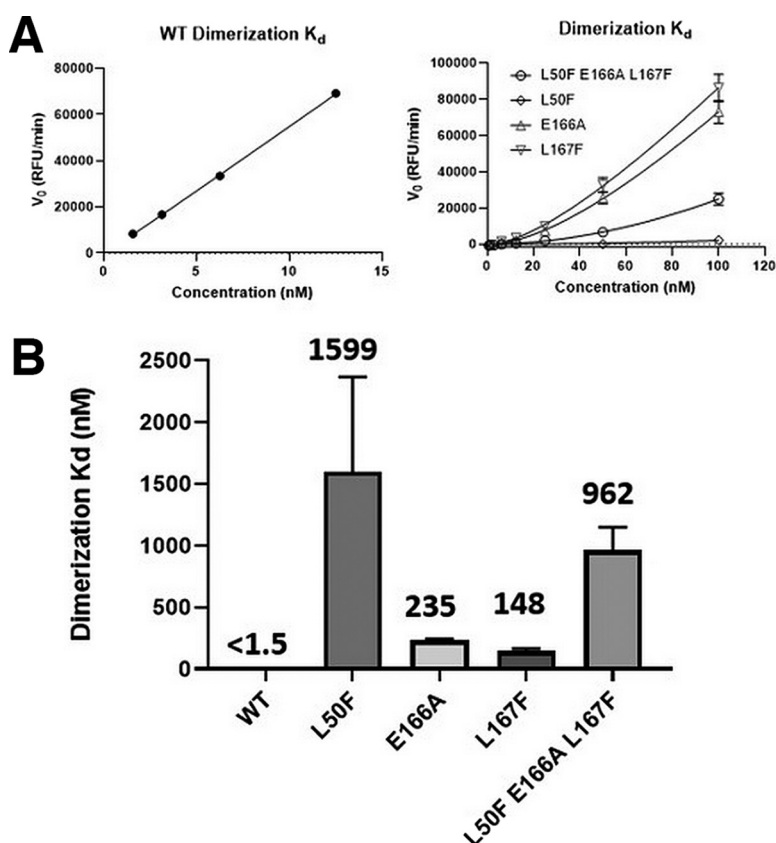 A
WT Dimerization Kd
V0 (RFU/min)
80000
60000
40000
20000
0
0 5 10 15
Concentration (nM)
Dimerization Kd
V0 (RFU/min)
100000
80000
60000
40000
20000
0
L50F E166A L167F
L50F
E166A
L167F
0 20 40 60 80 100 120
Concentration (nM)
B
Dimerization Kd (nM)
2500
2000
1500
1000
500
0
<1.5
1599
235
148
962
WT
L50F
E166A
L167F
L50F E166A L167F